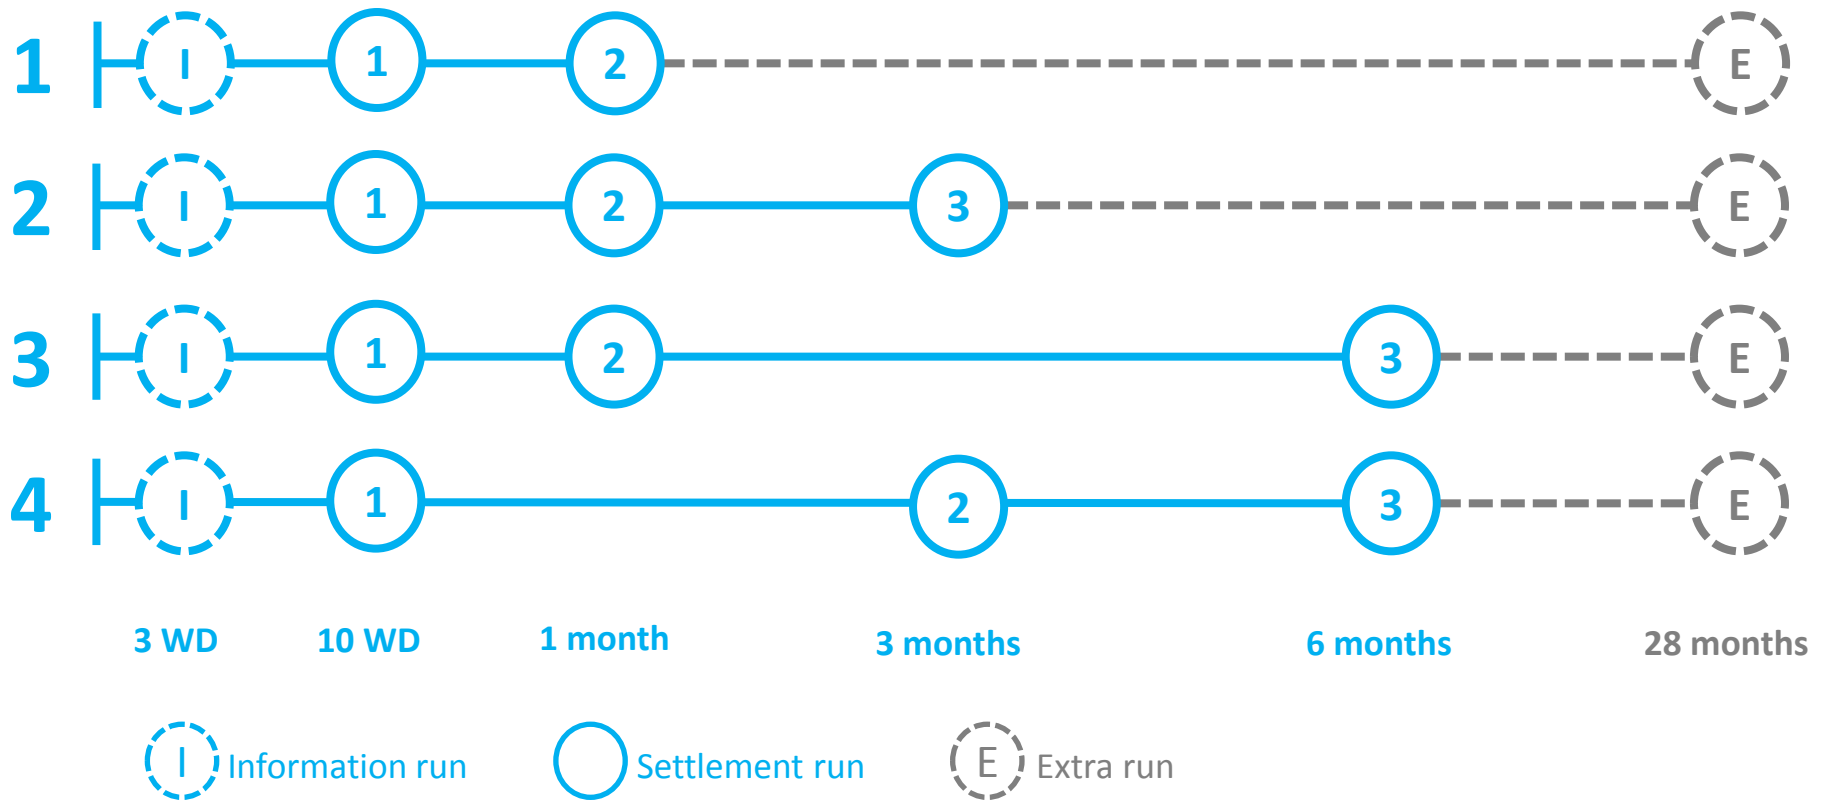 1 I 1 2 E
2 I 1 2 3 E
3 I 1 2 3 E
4 I 1 2 3 E
3 WD 10 WD 1 month 3 months 6 months 28 months
I Information run Settlement run E Extra run